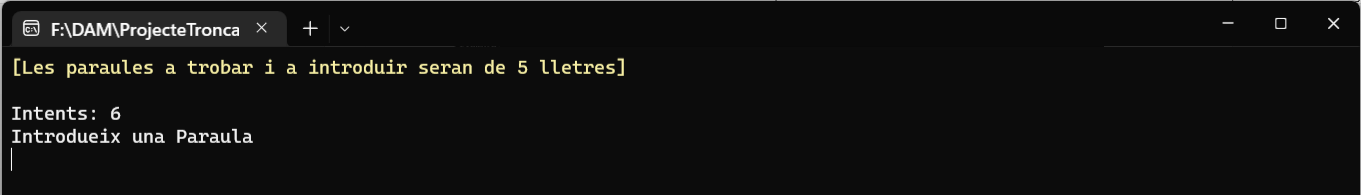 F:\DAM\ProjecteTronca
[Les paraules a trobar i a introduir seran de 5 lletres]
Intents: 6
Introdueix una Paraula